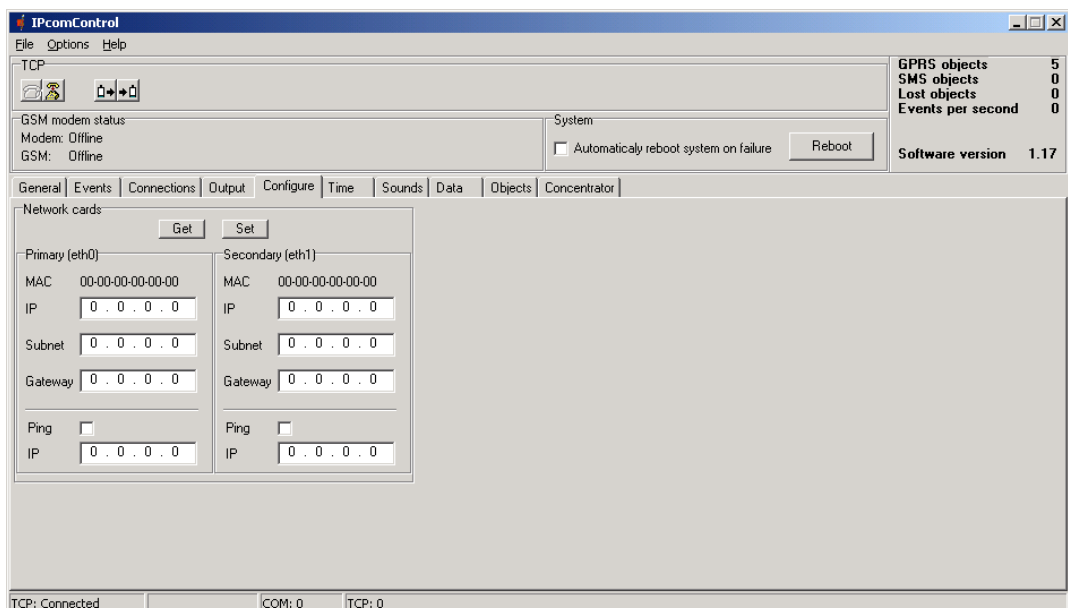 IPcomControl
File Options Help
TCP
GPRS objects 5
SMS objects 0
Lost objects 0
Events per second 0
Software version 1.17
GSM modem status
Modem: Offline
GSM: Offline
System
Automaticaly reboot system on failure
Reboot
General Events Connections Output Configure Time Sounds Data Objects Concentrator
Network cards
Get Set
Primary (eth0)
MAC 00-00-00-00-00-00
IP 0 . 0 . 0 . 0
Subnet 0 . 0 . 0 . 0
Gateway 0 . 0 . 0 . 0
Ping
IP 0 . 0 . 0 . 0
Secondary (eth1)
MAC 00-00-00-00-00-00
IP 0 . 0 . 0 . 0
Subnet 0 . 0 . 0 . 0
Gateway 0 . 0 . 0 . 0
Ping
IP 0 . 0 . 0 . 0
TCP: Connected COM: 0 TCP: 0